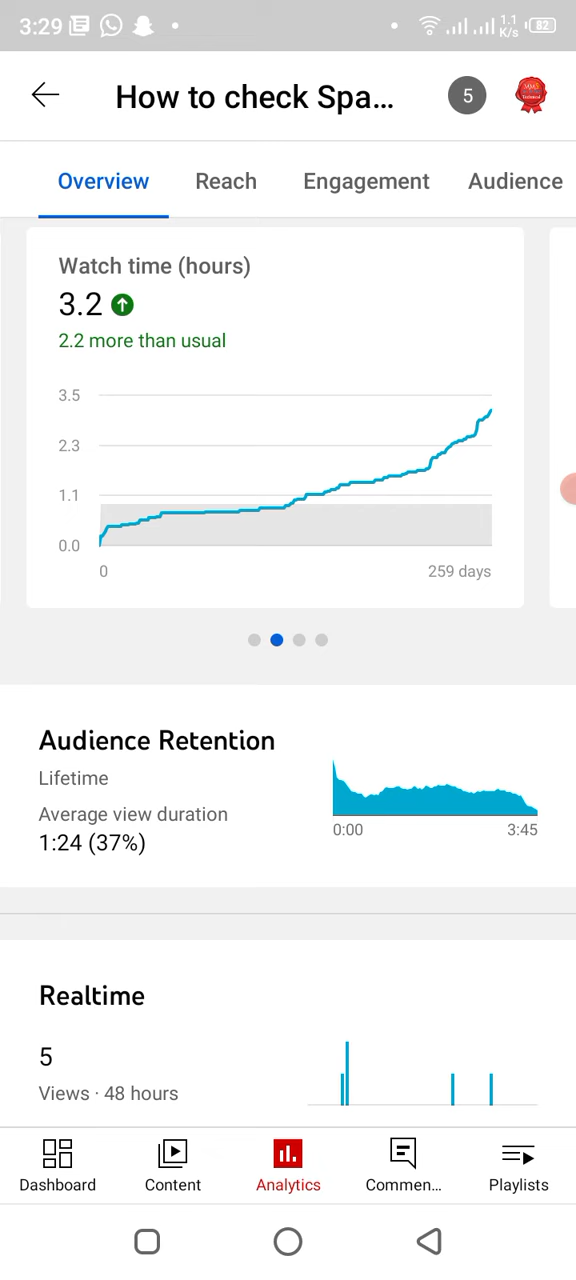 3:29
1.1
K/s
82
How to check Spa...
5
Overview
Reach
Engagement
Audience
Watch time (hours)
3.2
2.2 more than usual
3.5
2.3
1.1
0.0
0
259 days
Audience Retention
Lifetime
Average view duration
1:24 (37%)
0:00
3:45
Realtime
5
Views · 48 hours
Dashboard
Content
Analytics
Commen...
Playlists